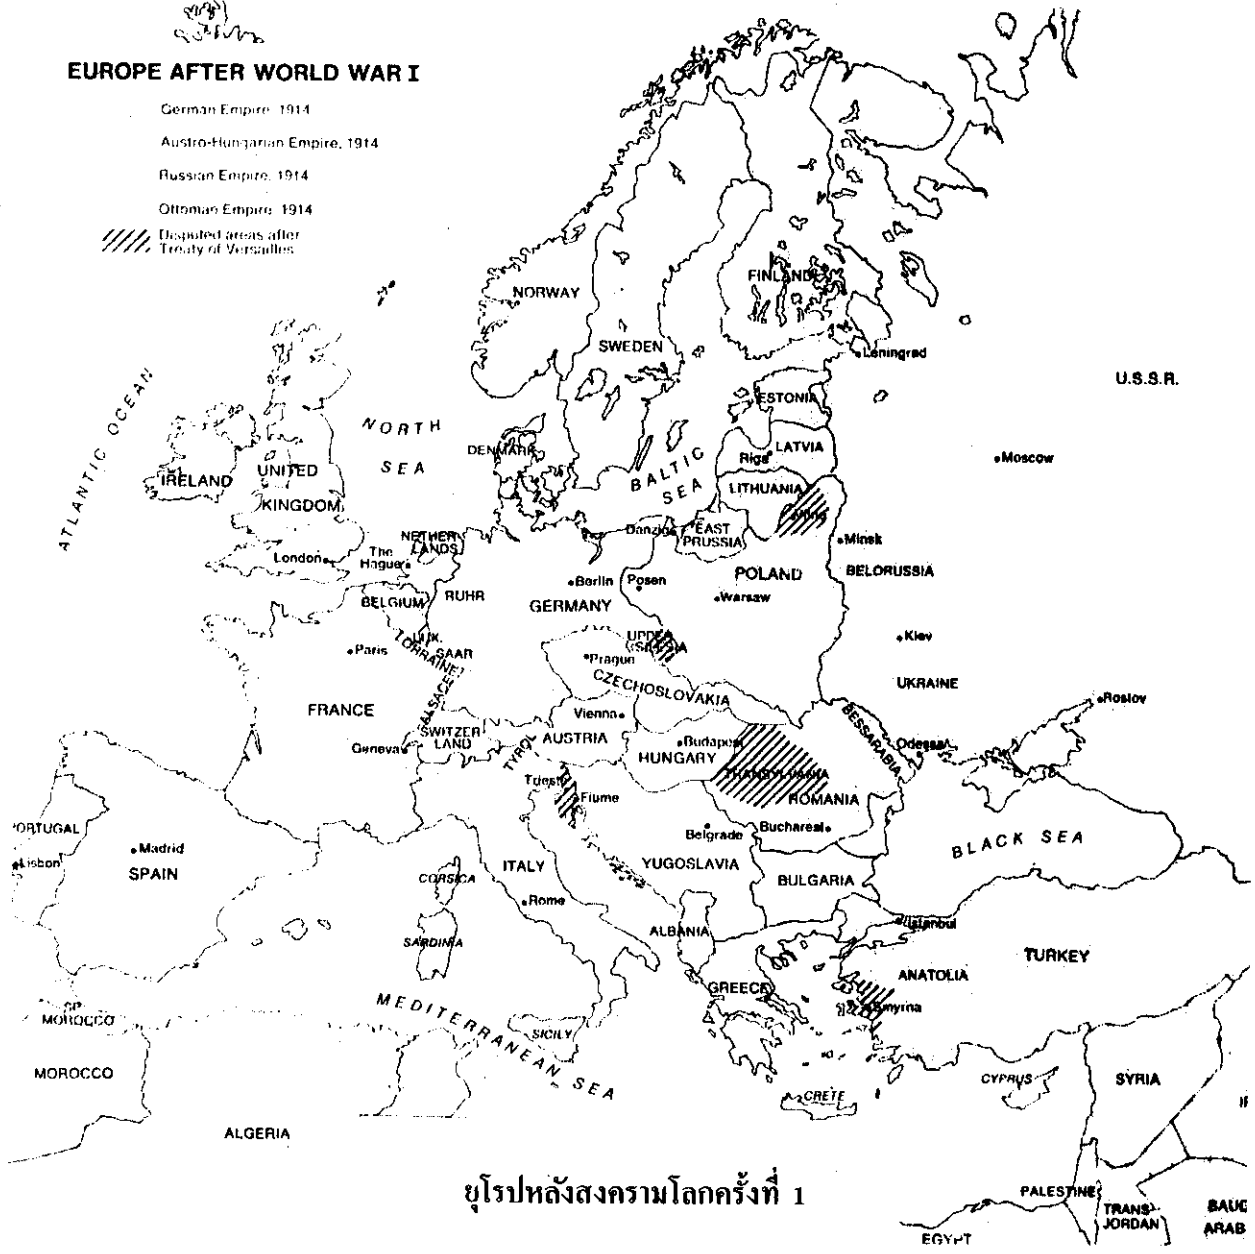 EUROPE AFTER WORLD WAR I
German Empire, 1914
Austro-Hungarian Empire, 1914
Russian Empire, 1914
Ottoman Empire, 1914
Disputed areas after
Treaty of Versailles
NORWAY
FINLAND
SWEDEN
Leningrad
U.S.S.R.
ATLANTIC OCEAN
ESTONIA
NORTH
SEA
DENMARK
LATVIA
Riga
Moscow
BALTIC
SEA
IRELAND
UNITED
KINGDOM
LITHUANIA
Vilna
Danzig
EAST
PRUSSIA
Minsk
NETHER
LANDS
London
The
Hague
POLAND
BELORUSSIA
Berlin
Posen
Warsaw
BELGIUM
RUHR
GERMANY
LUX.
UPPER
SILESIA
Kiev
Paris
LORRAINE
SAAR
Prague
CZECHOSLOVAKIA
UKRAINE
ALSACE
Rostov
FRANCE
Vienna
BESSARABIA
SWITZER
LAND
TYROL
AUSTRIA
Budapest
HUNGARY
Odessa
Geneva
TRANSYLVANIA
Trieste
Fiume
ROMANIA
PORTUGAL
Lisbon
Madrid
SPAIN
Belgrade
Bucharest
BLACK SEA
ITALY
YUGOSLAVIA
BULGARIA
CORSICA
Rome
ALBANIA
Istanbul
SARDINIA
TURKEY
ANATOLIA
GREECE
Smyrna
MEDITERRANEAN SEA
SP.
MOROCCO
SICILY
MOROCCO
CRETE
CYPRUS
SYRIA
ALGERIA
ยุโรปหลังสงครามโลกครั้งที่ 1
PALESTINE
TRANS-
JORDAN
EGYPT
ARAB